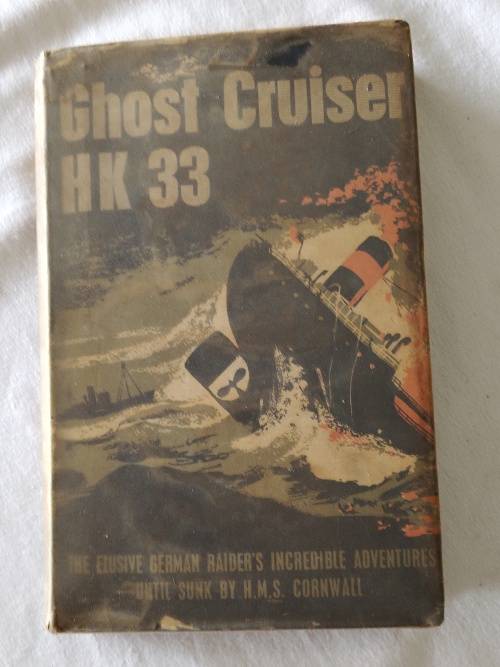 Ghost Cruiser
HK 33
THE ELUSIVE GERMAN RAIDER'S INCREDIBLE ADVENTURES
UNTIL SUNK BY H.M.S. CORNWALL